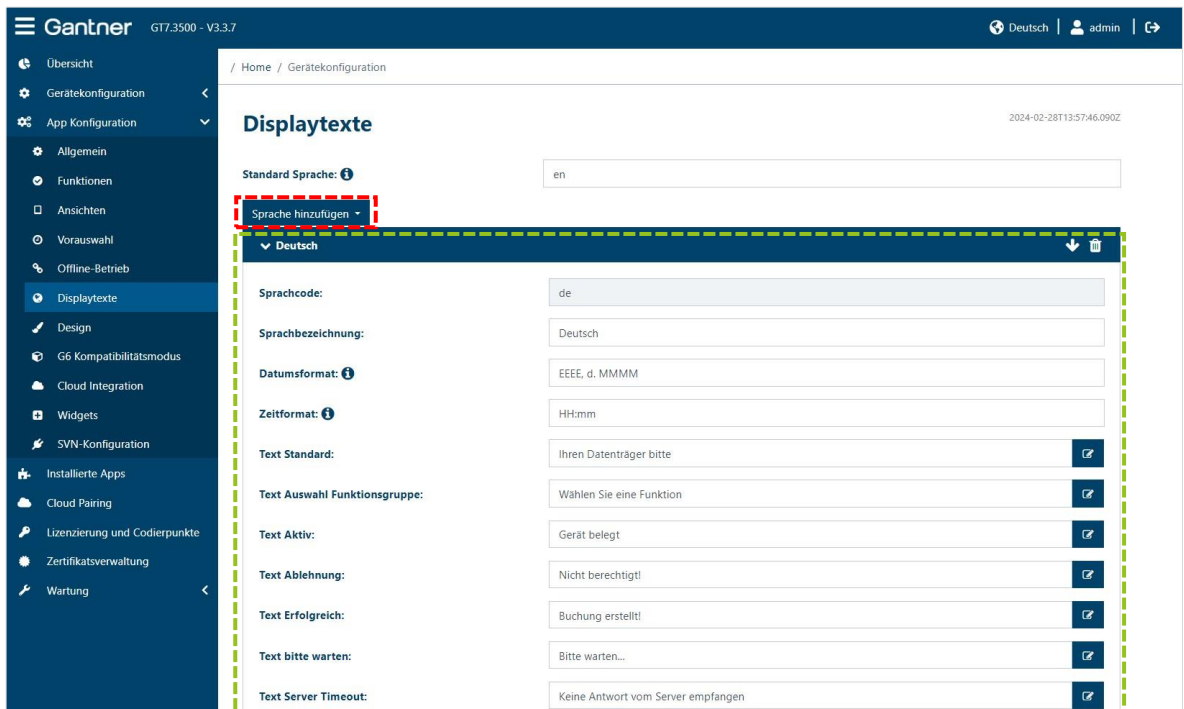 Gantner GT7.3500 - V3.3.7 Deutsch admin
Übersicht
Gerätekonfiguration
App Konfiguration
Allgemein
Funktionen
Ansichten
Vorauswahl
Offline-Betrieb
Displaytexte
Design
G6 Kompatibilitätsmodus
Cloud Integration
Widgets
SVN-Konfiguration
Installierte Apps
Cloud Pairing
Lizenzierung und Codierpunkte
Zertifikatsverwaltung
Wartung
/ Home / Gerätekonfiguration
Displaytexte 2024-02-28T13:57:46.090Z
Standard Sprache: en
Sprache hinzufügen
Deutsch
Sprachcode: de
Sprachbezeichnung: Deutsch
Datumsformat: EEEE, d. MMMM
Zeitformat: HH:mm
Text Standard: Ihren Datenträger bitte
Text Auswahl Funktionsgruppe: Wählen Sie eine Funktion
Text Aktiv: Gerät belegt
Text Ablehnung: Nicht berechtigt!
Text Erfolgreich: Buchung erstellt!
Text bitte warten: Bitte warten...
Text Server Timeout: Keine Antwort vom Server empfangen